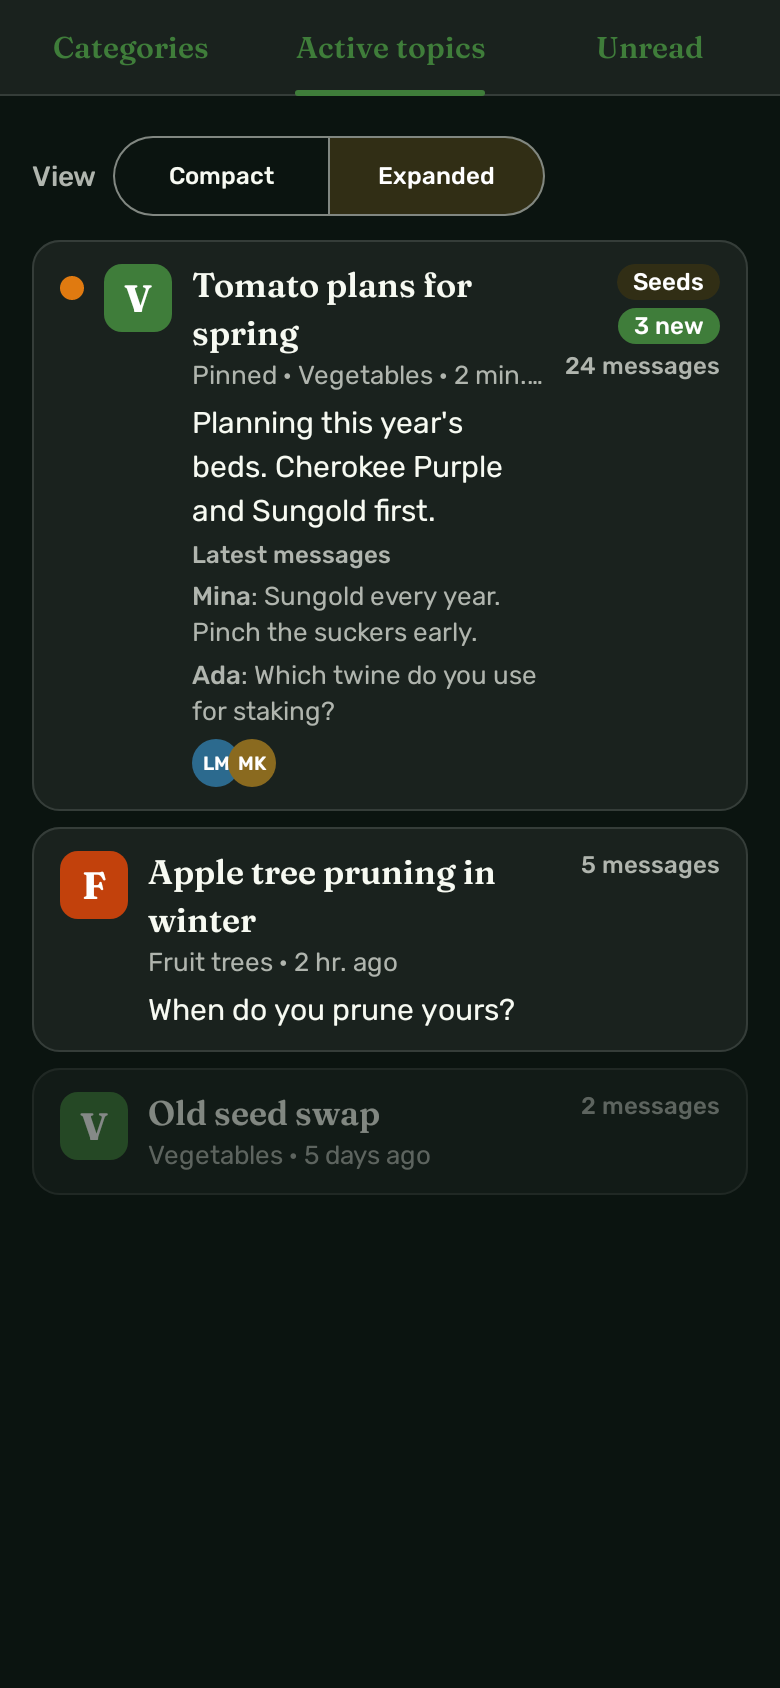 Categories
Active topics
Unread
View
Compact
Expanded
V
Tomato plans for
spring
Seeds
3 new
24 messages
Pinned • Vegetables • 2 min.…
Planning this year's
beds. Cherokee Purple
and Sungold first.
Latest messages
Mina: Sungold every year.
Pinch the suckers early.
Ada: Which twine do you use
for staking?
LM
MK
F
Apple tree pruning in
winter
5 messages
Fruit trees • 2 hr. ago
When do you prune yours?
V
Old seed swap
2 messages
Vegetables • 5 days ago